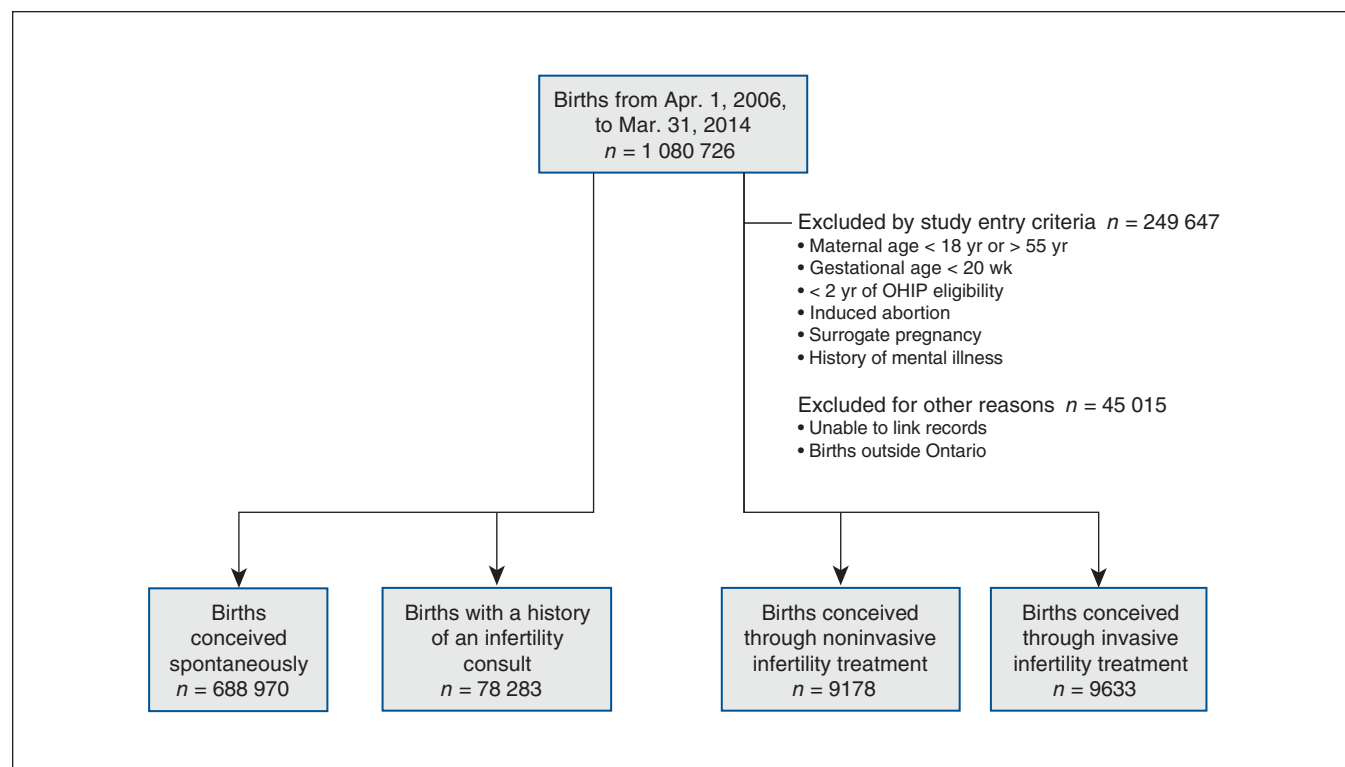 Births from Apr. 1, 2006,
to Mar. 31, 2014
n = 1 080 726
Excluded by study entry criteria n = 249 647
• Maternal age < 18 yr or > 55 yr
• Gestational age < 20 wk
• < 2 yr of OHIP eligibility
• Induced abortion
• Surrogate pregnancy
• History of mental illness
Excluded for other reasons n = 45 015
• Unable to link records
• Births outside Ontario
Births
conceived
spontaneously
n = 688 970
Births with a history
of an infertility
consult
n = 78 283
Births conceived
through noninvasive
infertility treatment
n = 9178
Births conceived
through invasive
infertility treatment
n = 9633